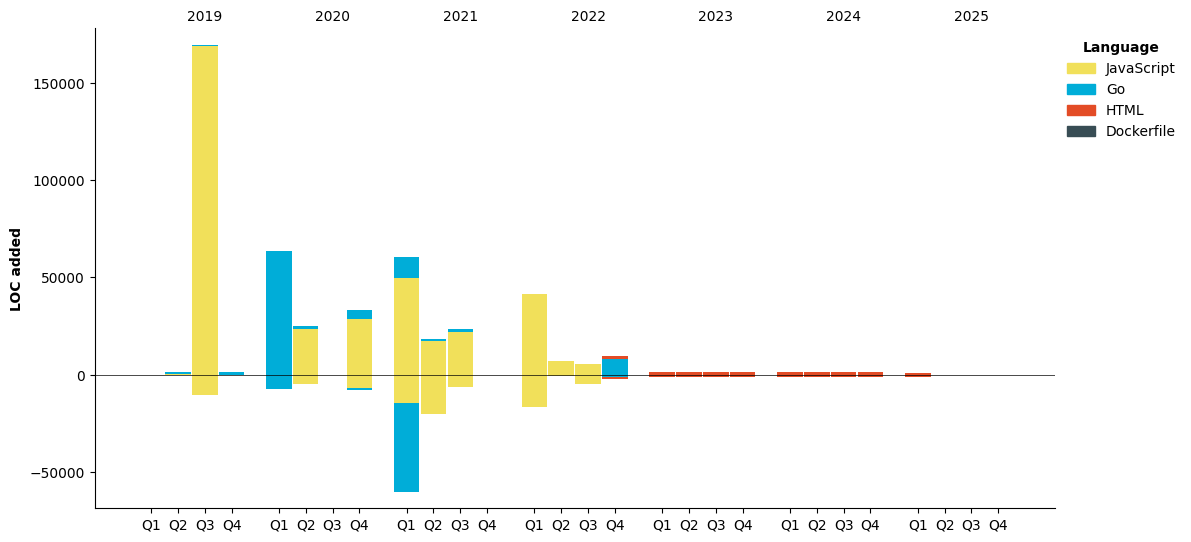 2019 2020 2021 2022 2023 2024 2025
Language
JavaScript
Go
HTML
Dockerfile
LOC added
150000
100000
50000
0
−50000
Q1 Q2 Q3 Q4 Q1 Q2 Q3 Q4 Q1 Q2 Q3 Q4 Q1 Q2 Q3 Q4 Q1 Q2 Q3 Q4 Q1 Q2 Q3 Q4 Q1 Q2 Q3 Q4